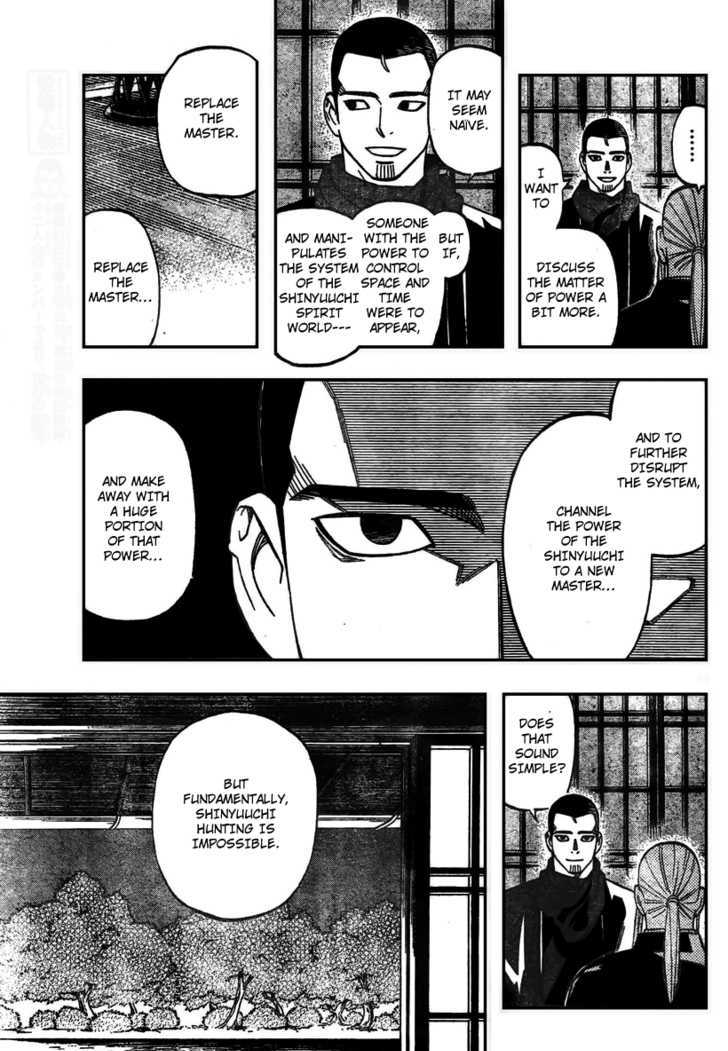 ......
I
WANT
TO
DISCUSS
THE MATTER
OF POWER A
BIT MORE.
IT MAY
SEEM
NAÏVE.
BUT
IF,
SOMEONE
WITH THE
POWER TO
CONTROL
SPACE AND
TIME
WERE TO
APPEAR,
AND MANI-
PULATES
THE SYSTEM
OF THE
SHINYUUCHI
SPIRIT
WORLD---
REPLACE
THE
MASTER.
REPLACE
THE
MASTER...
AND TO
FURTHER
DISRUPT
THE SYSTEM,
CHANNEL
THE POWER
OF THE
SHINYUUCHI
TO A NEW
MASTER...
AND MAKE
AWAY WITH
A HUGE
PORTION
OF THAT
POWER...
DOES
THAT
SOUND
SIMPLE?
BUT
FUNDAMENTALLY,
SHINYUUCHI
HUNTING IS
IMPOSSIBLE.